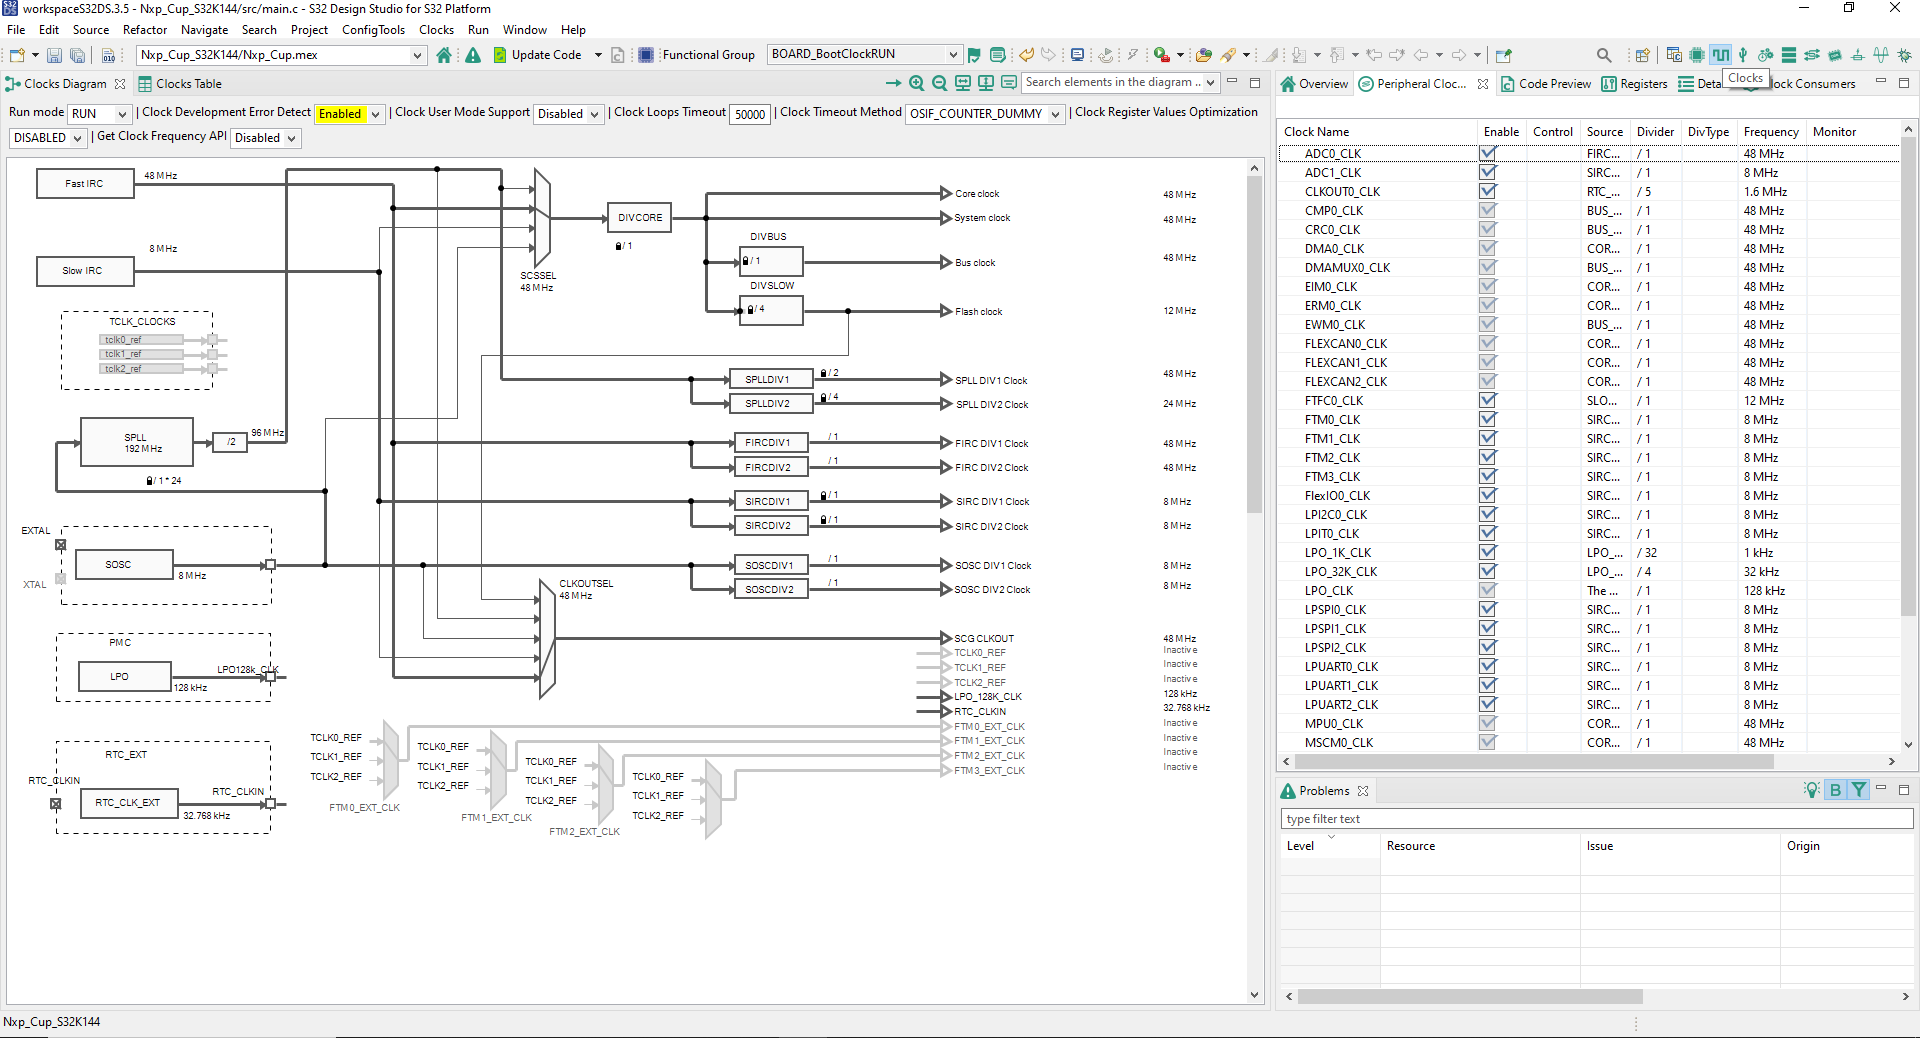 workspaceS32DS.3.5 - Nxp_Cup_S32K144/src/main.c - S32 Design Studio for S32 Platform
File Edit Source Refactor Navigate Search Project ConfigTools Clocks Run Window Help
Nxp_Cup_S32K144/Nxp_Cup.mex Update Code Functional Group BOARD_BootClockRUN
Clocks Diagram Clocks Table Search elements in the diagram ..
Run mode RUN | Clock Development Error Detect Enabled | Clock User Mode Support Disabled | Clock Loops Timeout 50000 | Clock Timeout Method OSIF_COUNTER_DUMMY | Clock Register Values Optimization
DISABLED | Get Clock Frequency API Disabled
Fast IRC 48 MHz
Slow IRC 8 MHz
TCLK_CLOCKS
tclk0_ref
tclk1_ref
tclk2_ref
SPLL
192 MHz
/2 96 MHz
/ 1 * 24
EXTAL
SOSC 8 MHz
XTAL
PMC
LPO LPO128k_CLK
128 kHz
RTC_EXT
RTC_CLKIN
RTC_CLK_EXT RTC_CLKIN
32.768 kHz
SCSSEL
48 MHz
DIVCORE
/ 1
DIVBUS
/ 1
DIVSLOW
/ 4
Core clock 48 MHz
System clock 48 MHz
Bus clock 48 MHz
Flash clock 12 MHz
SPLLDIV1 / 2 SPLL DIV1 Clock 48 MHz
SPLLDIV2 / 4 SPLL DIV2 Clock 24 MHz
FIRCDIV1 / 1 FIRC DIV1 Clock 48 MHz
FIRCDIV2 / 1 FIRC DIV2 Clock 48 MHz
SIRCDIV1 / 1 SIRC DIV1 Clock 8 MHz
SIRCDIV2 / 1 SIRC DIV2 Clock 8 MHz
SOSCDIV1 / 1 SOSC DIV1 Clock 8 MHz
SOSCDIV2 / 1 SOSC DIV2 Clock 8 MHz
CLKOUTSEL
48 MHz
SCG CLKOUT 48 MHz
TCLK0_REF Inactive
TCLK1_REF Inactive
TCLK2_REF Inactive
LPO_128K_CLK 128 kHz
RTC_CLKIN 32.768 kHz
FTM0_EXT_CLK Inactive
FTM1_EXT_CLK Inactive
FTM2_EXT_CLK Inactive
FTM3_EXT_CLK Inactive
TCLK0_REF
TCLK1_REF
TCLK2_REF
FTM0_EXT_CLK
TCLK0_REF
TCLK1_REF
TCLK2_REF
FTM1_EXT_CLK
TCLK0_REF
TCLK1_REF
TCLK2_REF
FTM2_EXT_CLK
TCLK0_REF
TCLK1_REF
TCLK2_REF
Clocks
Overview Peripheral Cloc... Code Preview Registers Deta lock Consumers
Clock Name Enable Control Source Divider DivType Frequency Monitor
ADC0_CLK FIRC... / 1 48 MHz
ADC1_CLK SIRC... / 1 8 MHz
CLKOUT0_CLK RTC_... / 5 1.6 MHz
CMP0_CLK BUS_... / 1 48 MHz
CRC0_CLK BUS_... / 1 48 MHz
DMA0_CLK COR... / 1 48 MHz
DMAMUX0_CLK BUS_... / 1 48 MHz
EIM0_CLK COR... / 1 48 MHz
ERM0_CLK COR... / 1 48 MHz
EWM0_CLK BUS_... / 1 48 MHz
FLEXCAN0_CLK COR... / 1 48 MHz
FLEXCAN1_CLK COR... / 1 48 MHz
FLEXCAN2_CLK COR... / 1 48 MHz
FTFC0_CLK SLO... / 1 12 MHz
FTM0_CLK SIRC... / 1 8 MHz
FTM1_CLK SIRC... / 1 8 MHz
FTM2_CLK SIRC... / 1 8 MHz
FTM3_CLK SIRC... / 1 8 MHz
FlexIO0_CLK SIRC... / 1 8 MHz
LPI2C0_CLK SIRC... / 1 8 MHz
LPIT0_CLK SIRC... / 1 8 MHz
LPO_1K_CLK LPO_... / 32 1 kHz
LPO_32K_CLK LPO_... / 4 32 kHz
LPO_CLK The ... / 1 128 kHz
LPSPI0_CLK SIRC... / 1 8 MHz
LPSPI1_CLK SIRC... / 1 8 MHz
LPSPI2_CLK SIRC... / 1 8 MHz
LPUART0_CLK SIRC... / 1 8 MHz
LPUART1_CLK SIRC... / 1 8 MHz
LPUART2_CLK SIRC... / 1 8 MHz
MPU0_CLK COR... / 1 48 MHz
MSCM0_CLK COR... / 1 48 MHz
Problems
type filter text
Level Resource Issue Origin
Nxp_Cup_S32K144